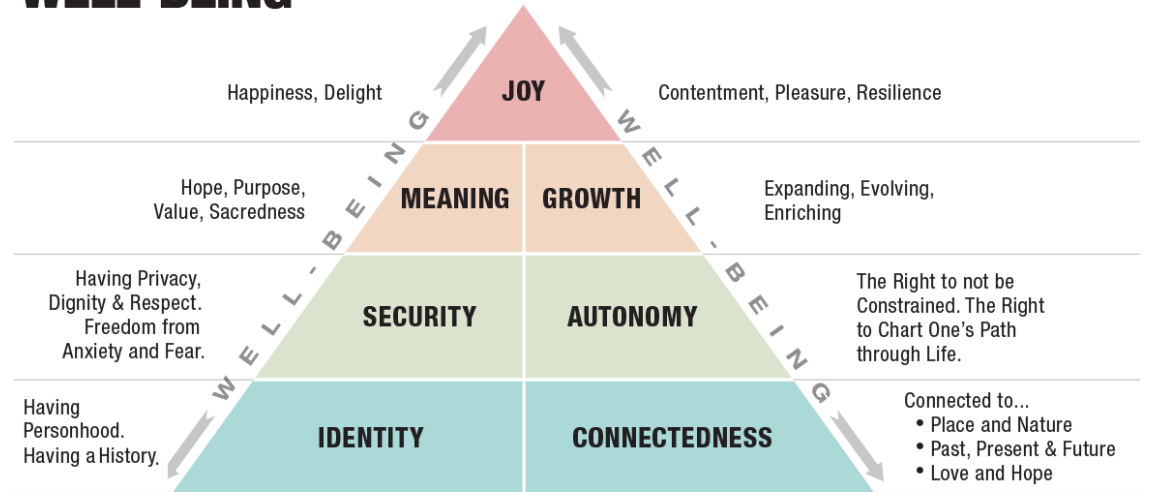 WELL-BEING
Happiness, Delight
JOY
Contentment, Pleasure, Resilience
WELL-BEING
WELL-BEING
Hope, Purpose,
Value, Sacredness
MEANING
GROWTH
Expanding, Evolving,
Enriching
Having Privacy,
Dignity & Respect.
Freedom from
Anxiety and Fear.
SECURITY
AUTONOMY
The Right to not be
Constrained. The Right
to Chart One’s Path
through Life.
Having
Personhood.
Having a History.
IDENTITY
CONNECTEDNESS
Connected to...
• Place and Nature
• Past, Present & Future
• Love and Hope